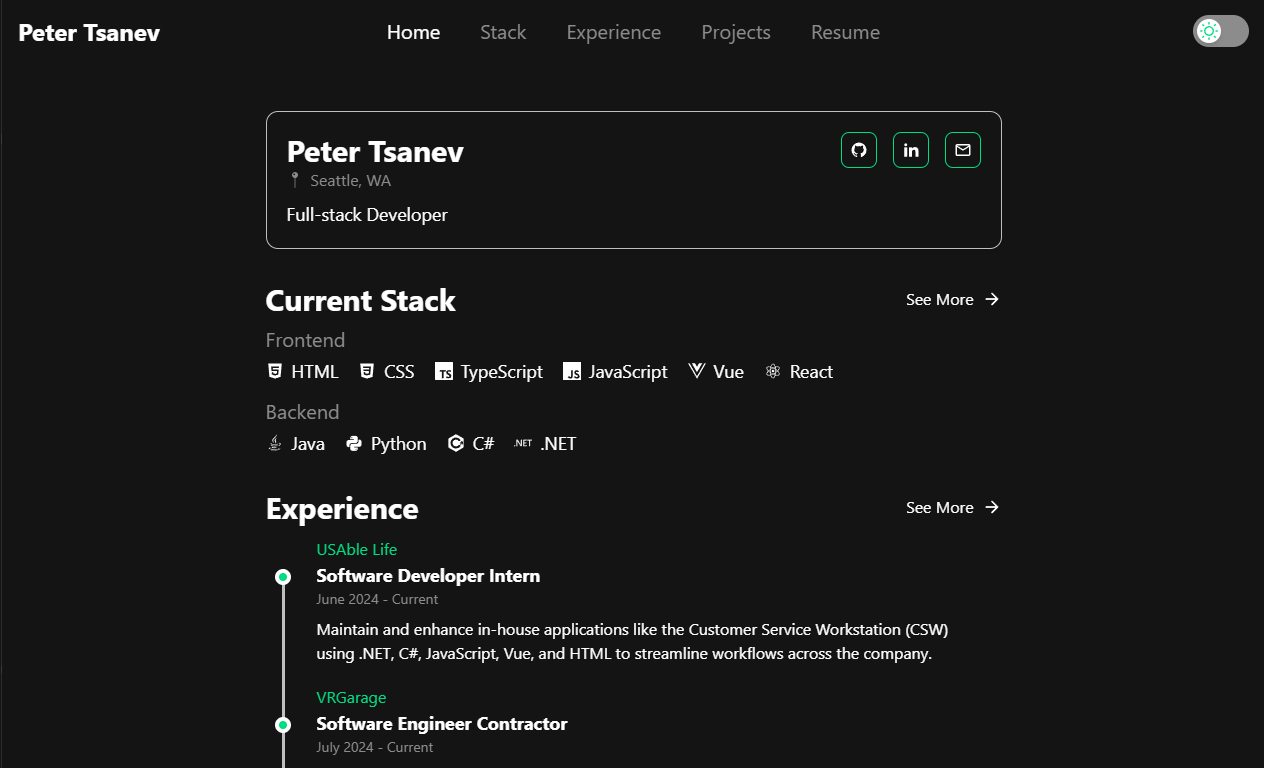 Peter Tsanev
Home Stack Experience Projects Resume
Peter Tsanev
in
Seattle, WA
Full-stack Developer
Current Stack
See More
Frontend
HTML CSS TS TypeScript JS JavaScript Vue React
Backend
Java Python C# .NET .NET
Experience
See More
USAble Life
Software Developer Intern
June 2024 - Current
Maintain and enhance in-house applications like the Customer Service Workstation (CSW)
using .NET, C#, JavaScript, Vue, and HTML to streamline workflows across the company.
VRGarage
Software Engineer Contractor
July 2024 - Current